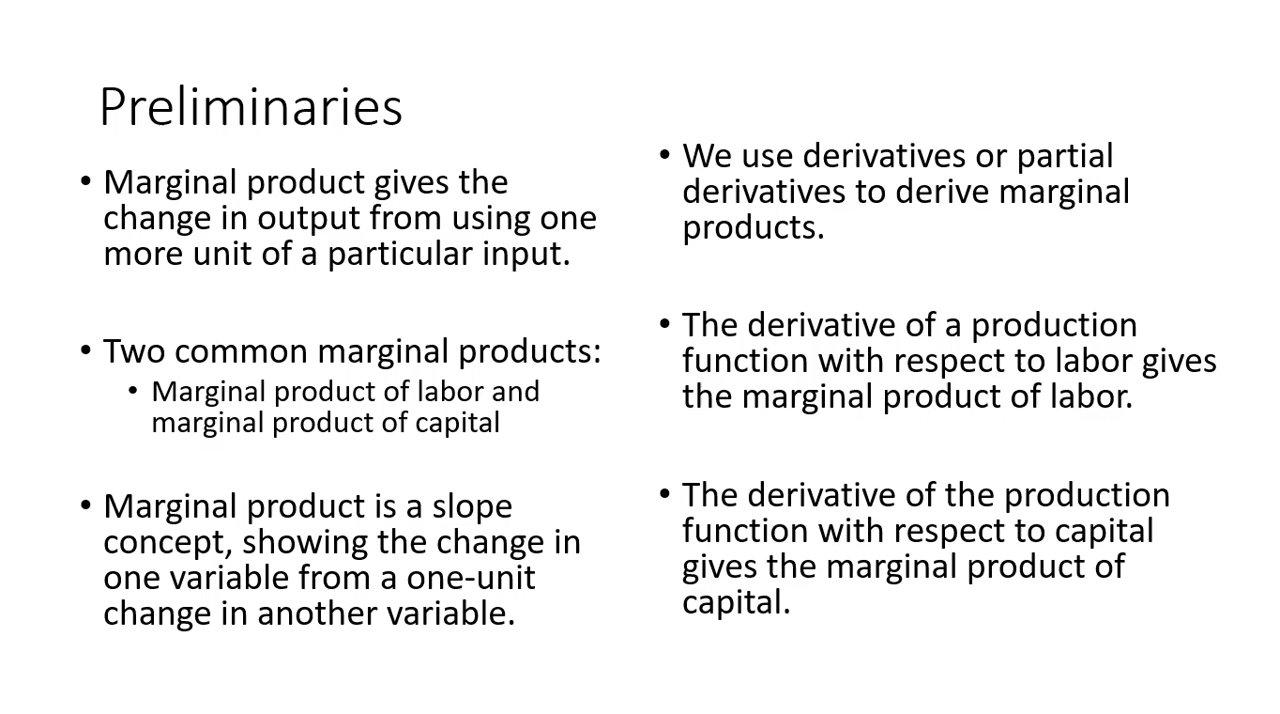 Preliminaries
• Marginal product gives the
change in output from using one
more unit of a particular input.
• Two common marginal products:
• Marginal product of labor and
marginal product of capital
• Marginal product is a slope
concept, showing the change in
one variable from a one-unit
change in another variable.
• We use derivatives or partial
derivatives to derive marginal
products.
• The derivative of a production
function with respect to labor gives
the marginal product of labor.
• The derivative of the production
function with respect to capital
gives the marginal product of
capital.